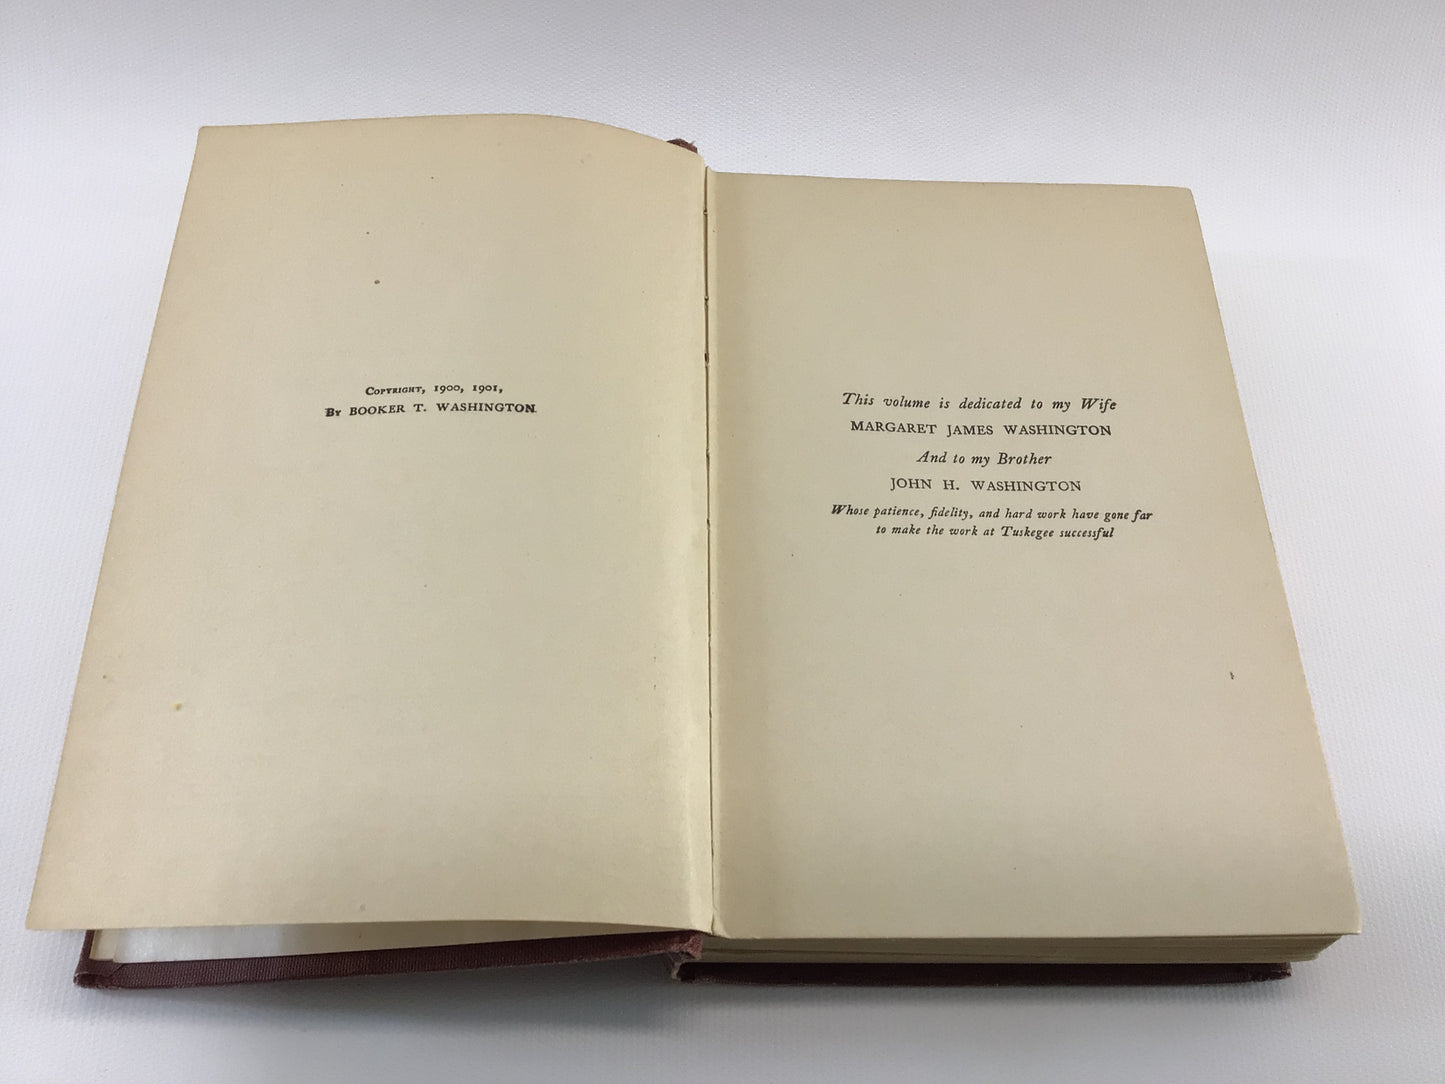 Copyright, 1900, 1901,
By BOOKER T. WASHINGTON.
This volume is dedicated to my Wife
MARGARET JAMES WASHINGTON
And to my Brother
JOHN H. WASHINGTON
Whose patience, fidelity, and hard work have gone far
to make the work at Tuskegee successful